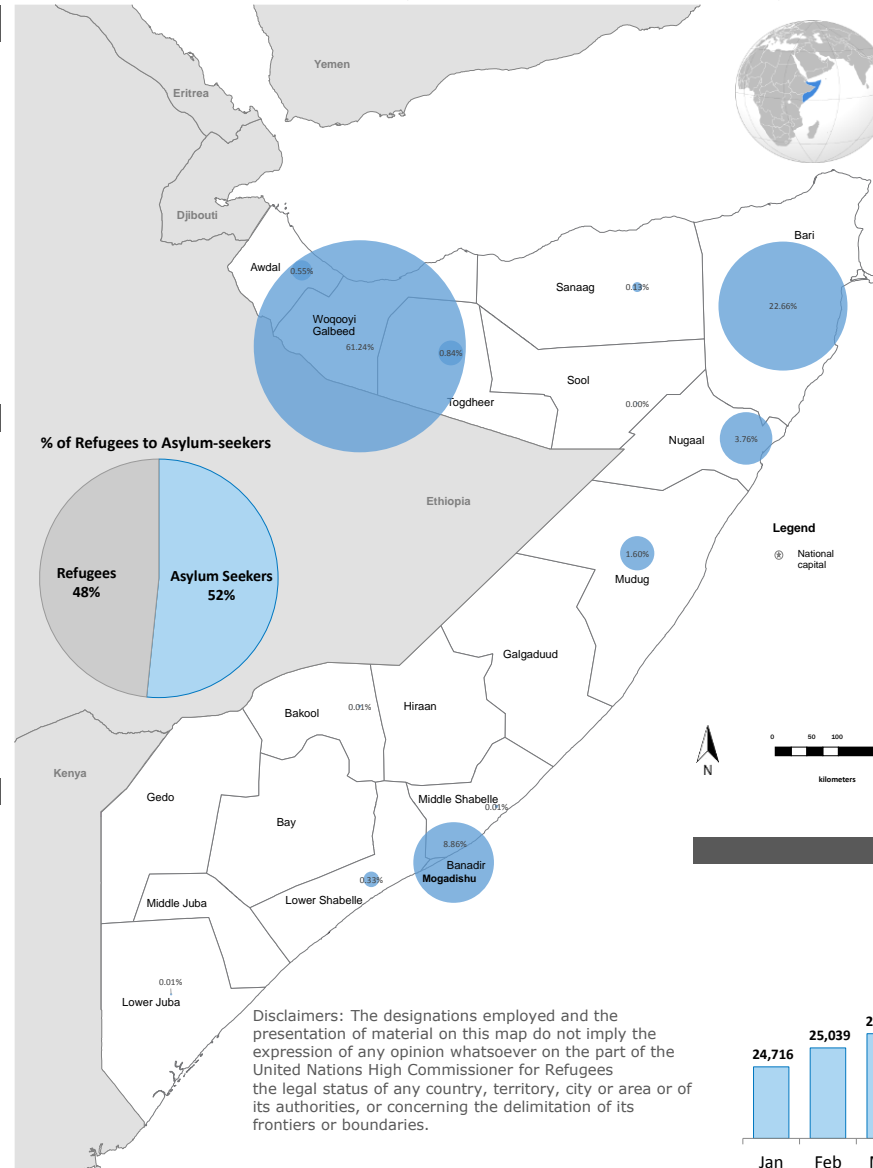 Yemen
Eritrea
Djibouti
Bari
Awdal
0.55%
Sanaag
0.13%
22.66%
Woqooyi
Galbeed
61.24%
0.84%
Sool
Togdheer
0.00%
Nugaal
3.76%
% of Refugees to Asylum-seekers
Ethiopia
Legend
National
capital
1.60%
Mudug
Refugees
48%
Asylum Seekers
52%
Galgaduud
Bakool
0.01%
Hiraan
N
0 50 100
kilometers
Kenya
Gedo
Middle Shabelle
0.01%
Bay
8.86%
Banadir
Mogadishu
0.33%
Middle Juba
Lower Shabelle
0.01%
Lower Juba
Disclaimers: The designations employed and the
presentation of material on this map do not imply the
expression of any opinion whatsoever on the part of the
United Nations High Commissioner for Refugees
the legal status of any country, territory, city or area or of
its authorities, or concerning the delimitation of its
frontiers or boundaries.
24,716
25,039
Jan Feb